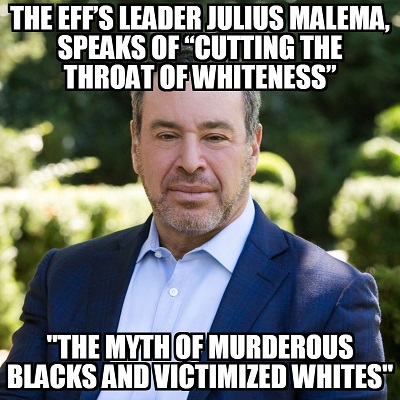 THE EFF'S LEADER JULIUS MALEMA,
SPEAKS OF “CUTTING THE
THROAT OF WHITENESS”
"THE MYTH OF MURDEROUS
BLACKS AND VICTIMIZED WHITES"